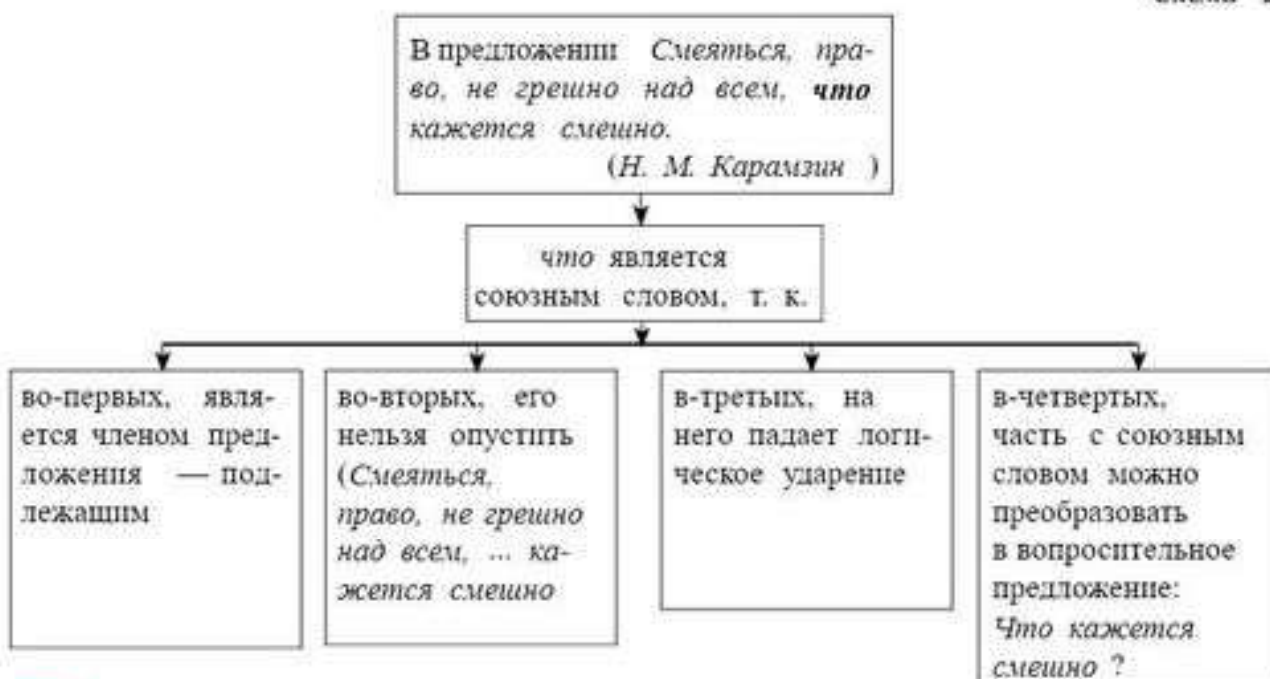 В предложении Смеяться, пра-
во, не грешно над всем, что
кажется смешно.
(Н. М. Карамзин )
что является
союзным словом, т. к.
во-первых, явля-
ется членом пред-
ложения — под-
лежащим
во-вторых, его
нельзя опустить
(Смеяться,
право, не грешно
над всем, ... ка-
жется смешно
в-третьих, на
него падает логи-
ческое ударение
в-четвертых,
часть с союзным
словом можно
преобразовать
в вопросительное
предложение:
Что кажется
смешно ?